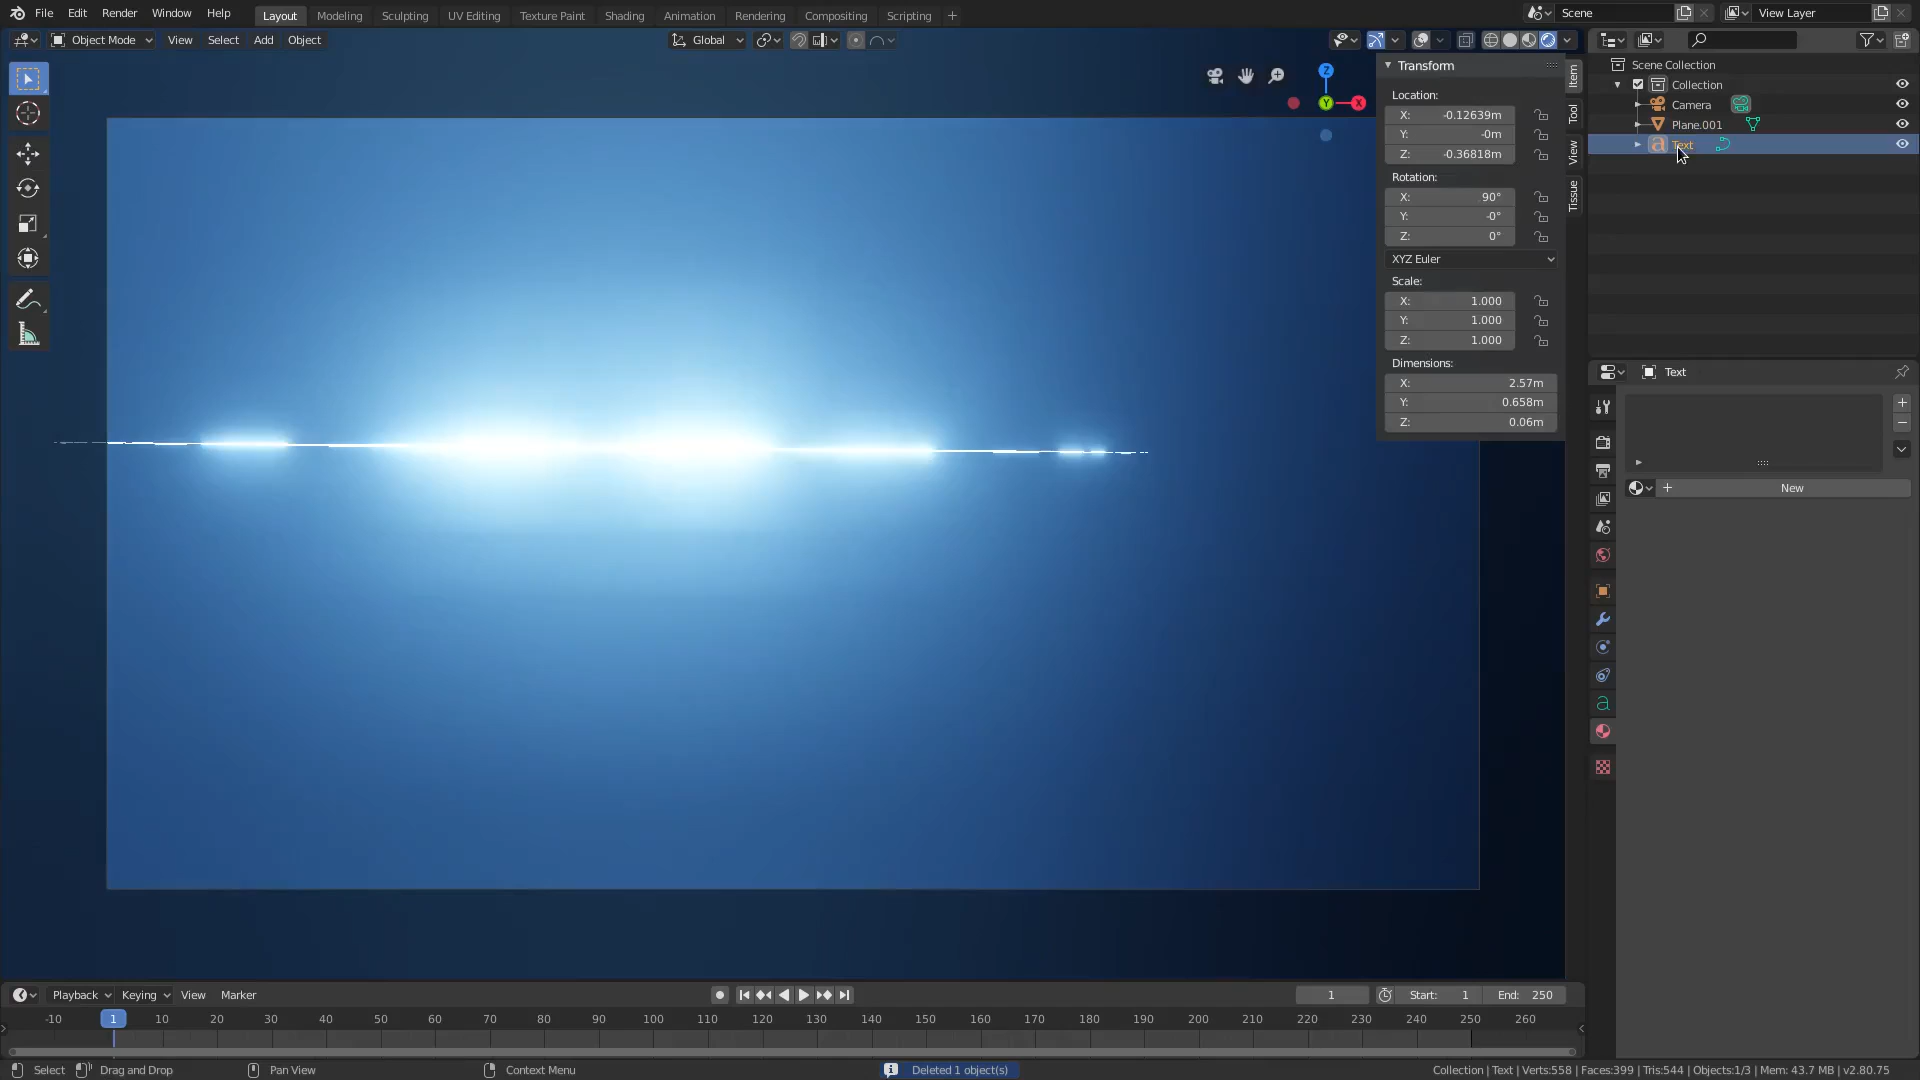 File Edit Render Window Help
Layout Modeling Sculpting UV Editing Texture Paint Shading Animation Rendering Compositing Scripting +
Scene
View Layer
Object Mode View Select Add Object
Global
Transform
Location:
X: -0.12639m
Y: -0m
Z: -0.36818m
Rotation:
X: 90°
Y: -0°
Z: 0°
XYZ Euler
Scale:
X: 1.000
Y: 1.000
Z: 1.000
Dimensions:
X: 2.57m
Y: 0.658m
Z: 0.06m
Item
Tool
View
Tissue
Z
Y
X
Scene Collection
Collection
Camera
Plane.001
Text
Text
New
Playback Keying View Marker
1
Start: 1
End: 250
-10 1 10 20 30 40 50 60 70 80 90 100 110 120 130 140 150 160 170 180 190 200 210 220 230 240 250 260
Select Drag and Drop Pan View Context Menu
Deleted 1 object(s)
Collection | Text | Verts:558 | Faces:399 | Tris:544 | Objects:1/3 | Mem: 43.7 MB | v2.80.75